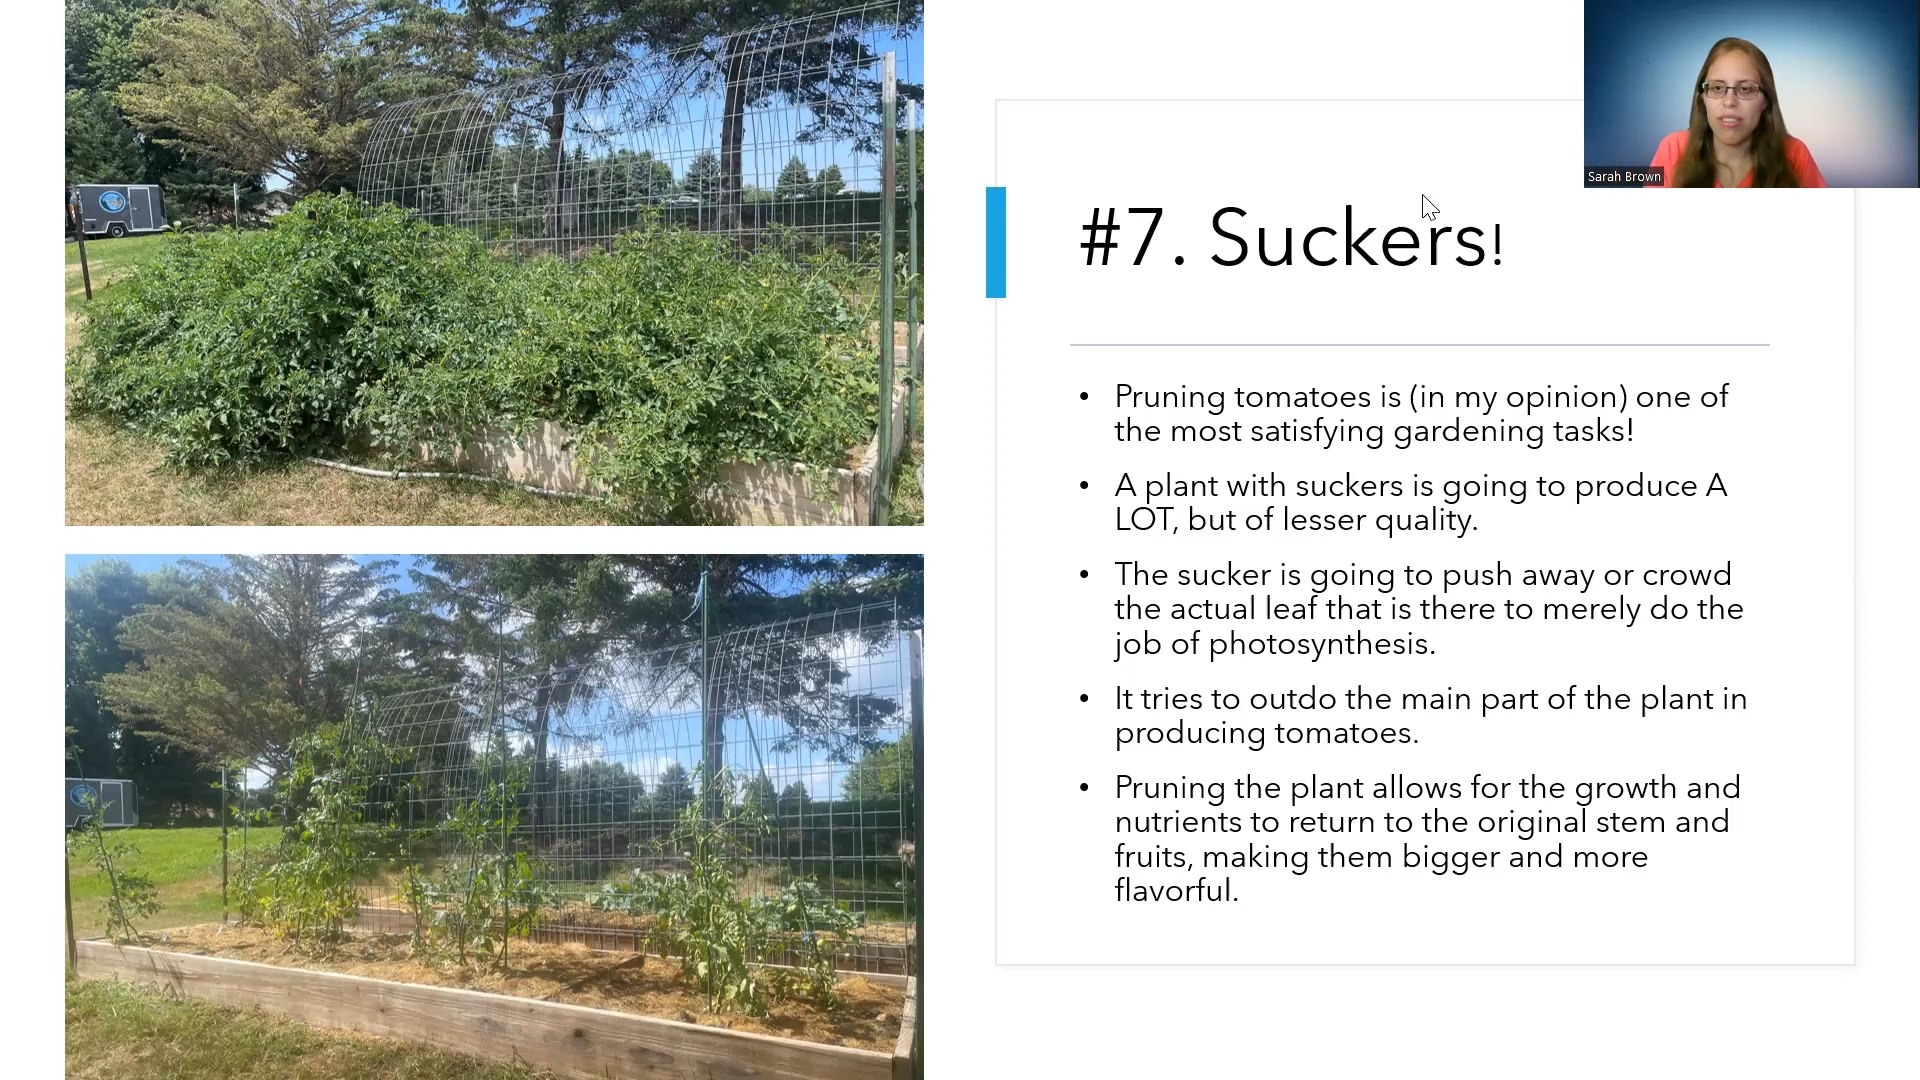 Sarah Brown
#7. Suckers!
• Pruning tomatoes is (in my opinion) one of
the most satisfying gardening tasks!
• A plant with suckers is going to produce A
LOT, but of lesser quality.
• The sucker is going to push away or crowd
the actual leaf that is there to merely do the
job of photosynthesis.
• It tries to outdo the main part of the plant in
producing tomatoes.
• Pruning the plant allows for the growth and
nutrients to return to the original stem and
fruits, making them bigger and more
flavorful.